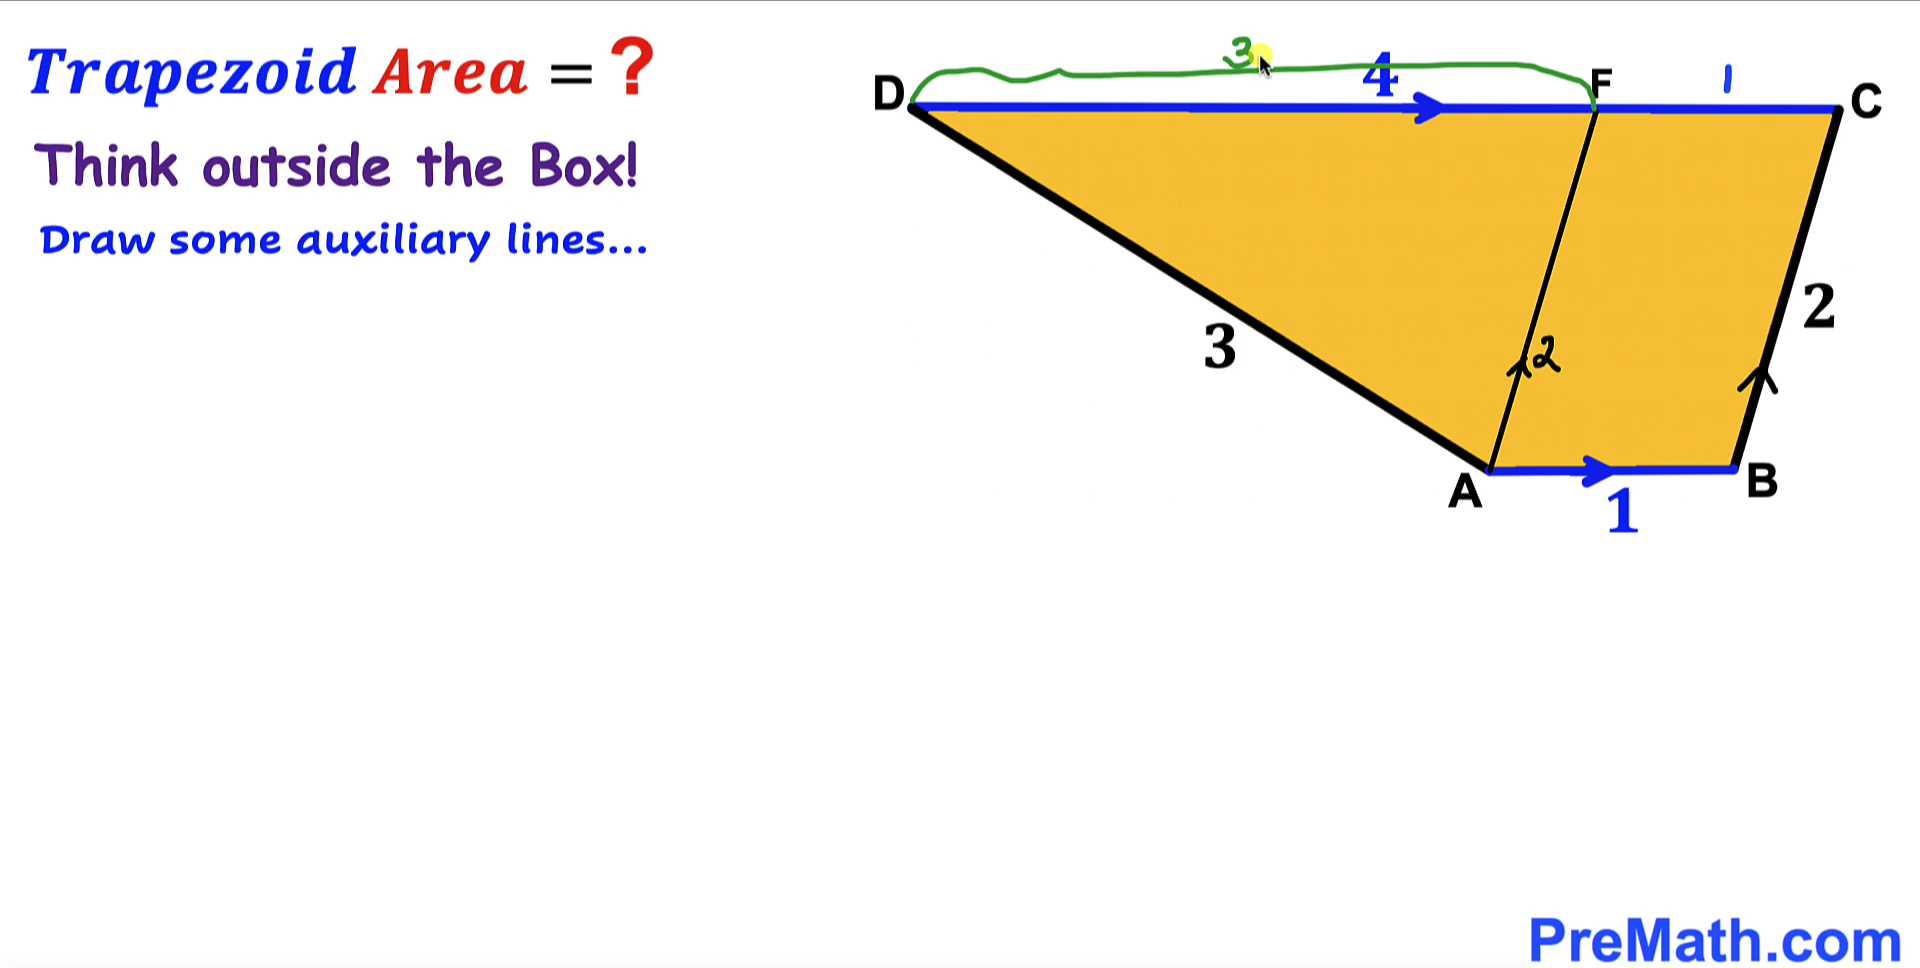 Trapezoid Area = ?
Think outside the Box!
Draw some auxiliary lines...
3
4
D
F
1
C
2
3
2
A
B
1
PreMath.com